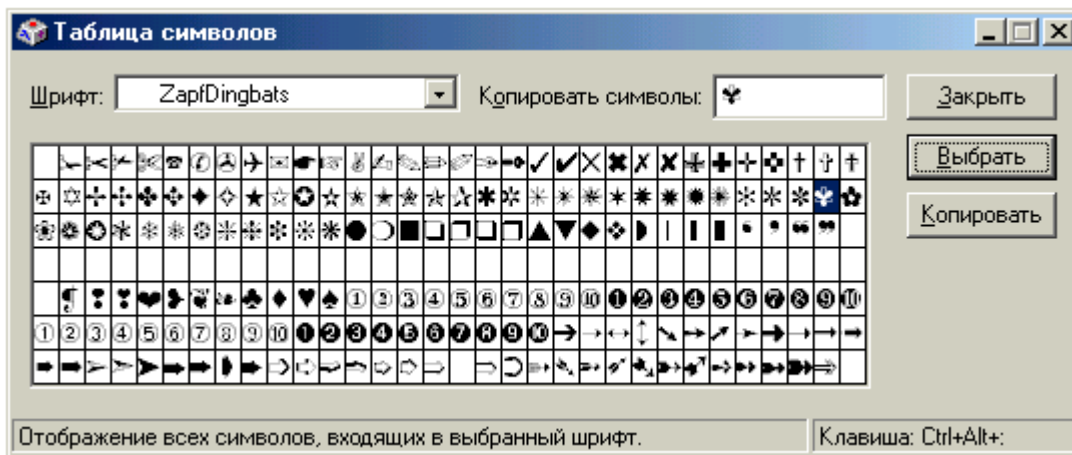 Таблица символов
Шрифт: ZapfDingbats Копировать символы: Закрыть
Выбрать
Копировать
Отображение всех символов, входящих в выбранный шрифт. Клавиша: Ctrl+Alt+: